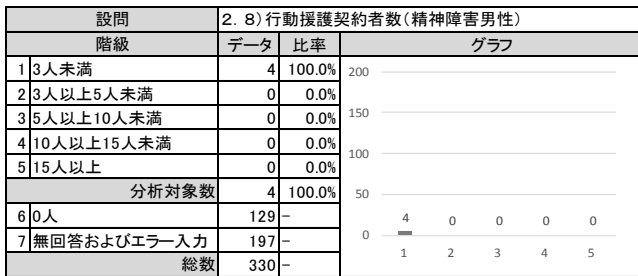 設問 2．8）行動援護契約者数（精神障害男性）
階級 データ 比率 グラフ
1 3人未満 4 100.0%
2 3人以上5人未満 0 0.0%
3 5人以上10人未満 0 0.0%
4 10人以上15人未満 0 0.0%
5 15人以上 0 0.0%
分析対象数 4 100.0%
6 0人 129 −
7 無回答およびエラー入力 197 −
総数 330 −
200
150
100
50
0
4 0 0 0 0
1 2 3 4 5